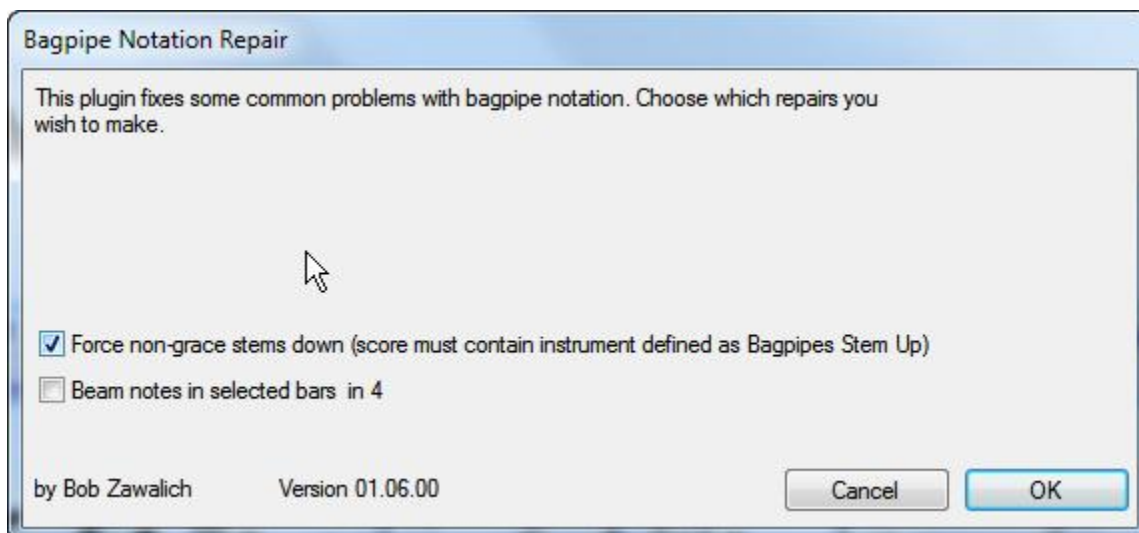 Bagpipe Notation Repair
This plugin fixes some common problems with bagpipe notation. Choose which repairs you
wish to make.
Force non-grace stems down (score must contain instrument defined as Bagpipes Stem Up)
Beam notes in selected bars  in 4
by Bob Zawalich Version 01.06.00 Cancel OK